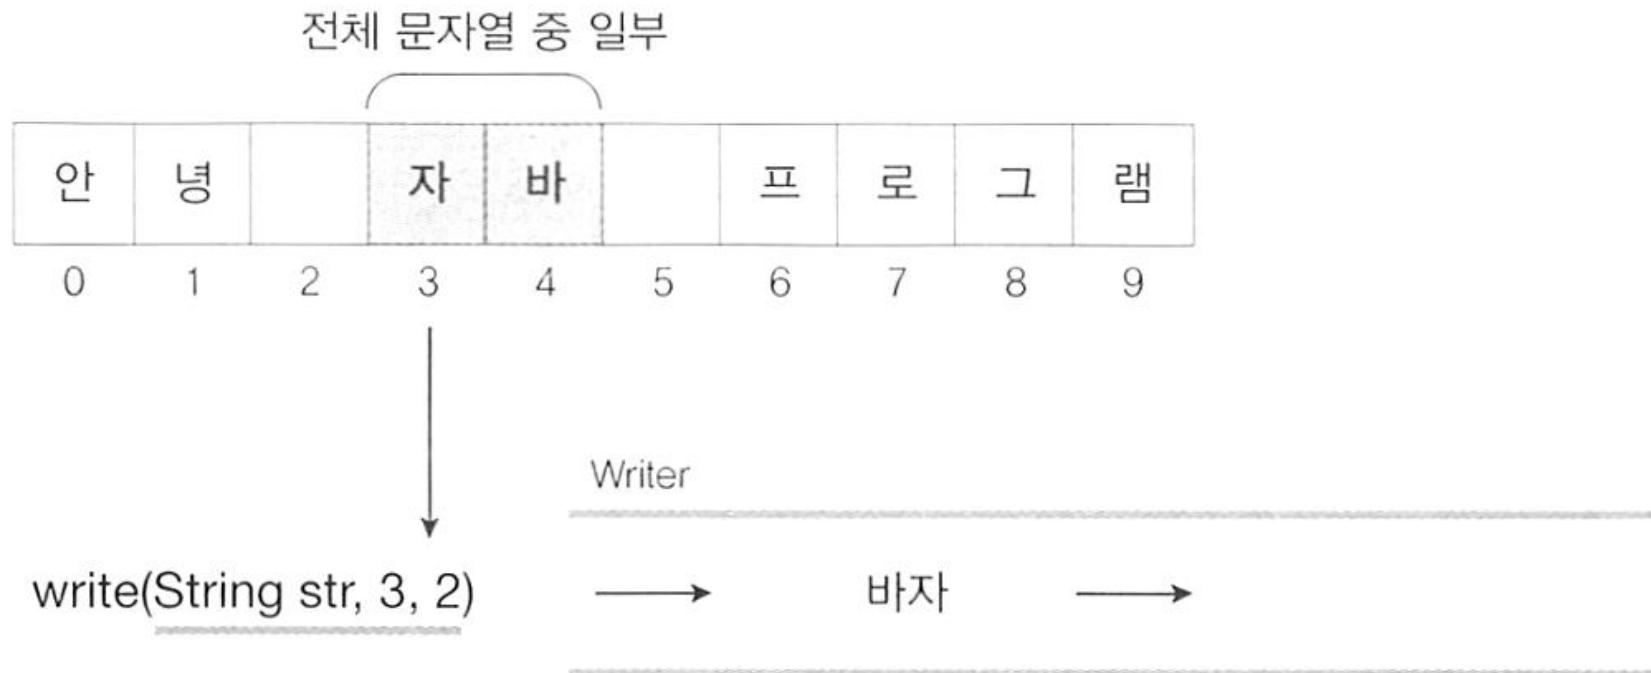 전체 문자열 중 일부
안 녕 자 바 프 로 그 램
0 1 2 3 4 5 6 7 8 9
Writer
write(String str, 3, 2) 바자